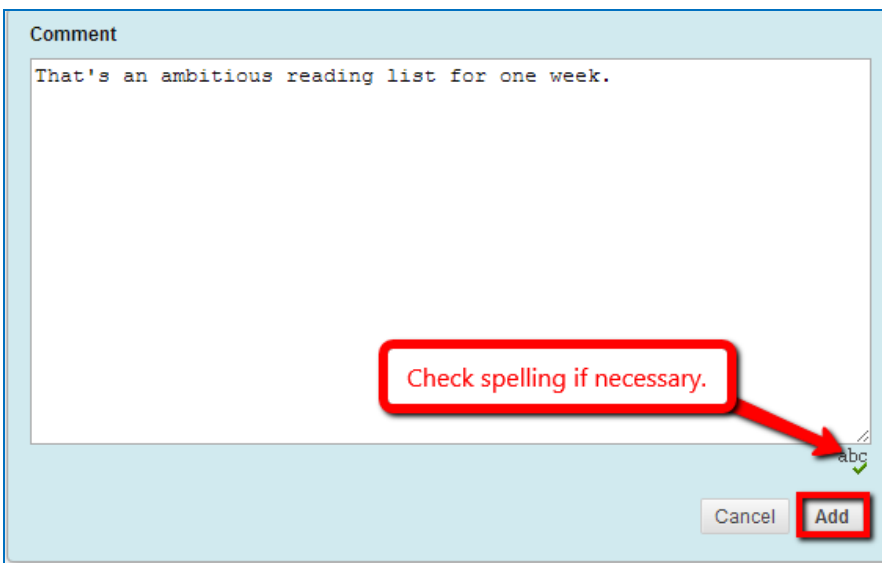 Comment
That's an ambitious reading list for one week.
Check spelling if necessary.
abc
Cancel Add